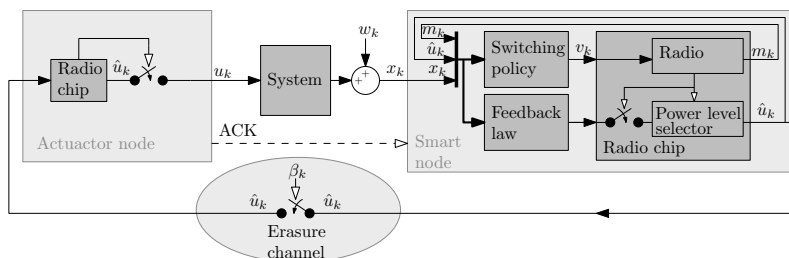 Radio
chip
û_k
u_k
Actuactor node
System
w_k
+
+
x_k
ACK
Smart
node
m_k
û_k
x_k
Switching
policy
v_k
Radio
m_k
Feedback
law
Power level
selector
û_k
Radio chip
β_k
û_k
û_k
Erasure
channel